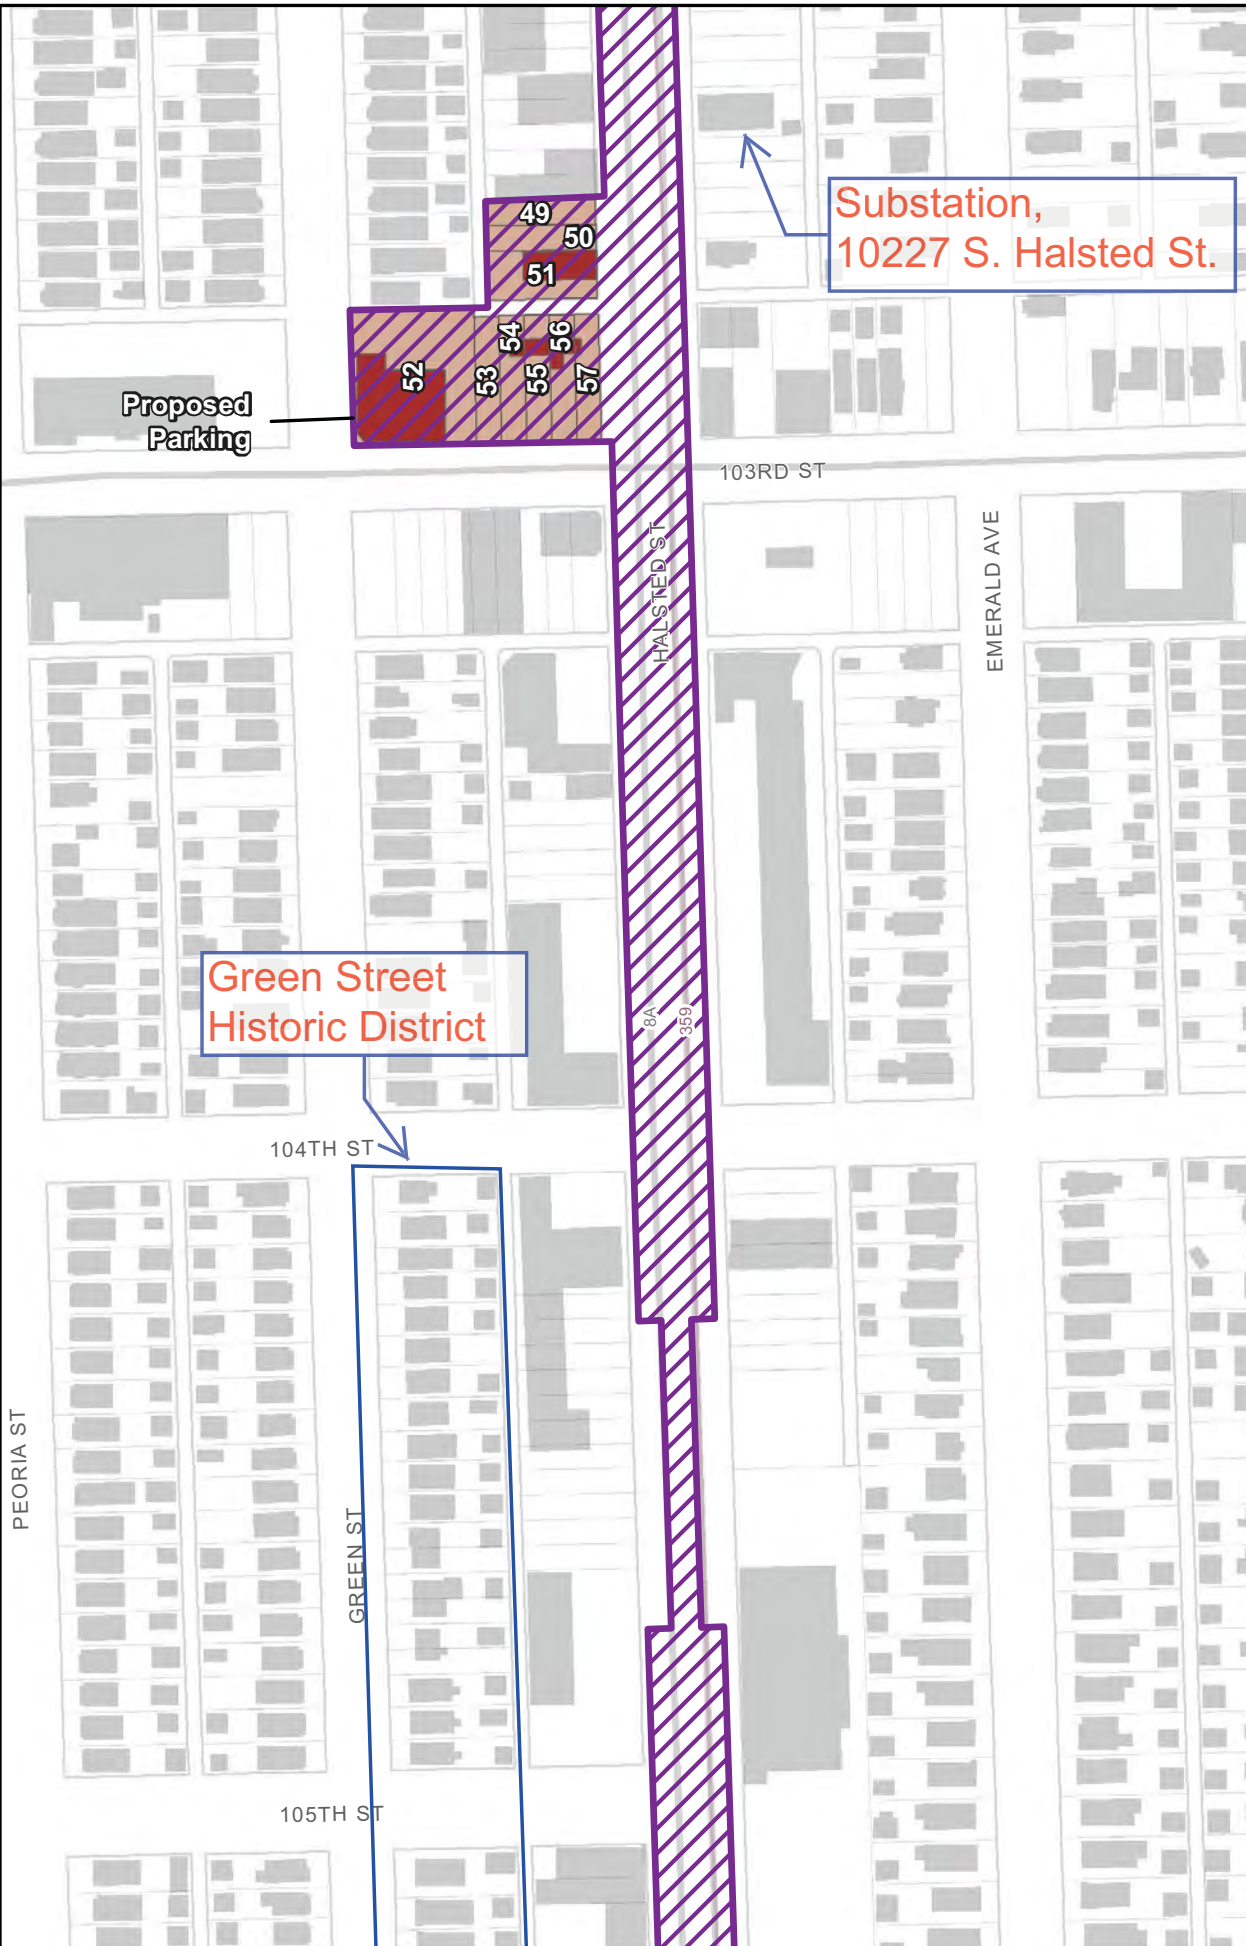 Substation,
10227 S. Halsted St.
49
50
51
52
53
54
55
56
57
Proposed
Parking
103RD ST
HALSTED ST
EMERALD AVE
Green Street
Historic District
8A
359
104TH ST
PEORIA ST
GREEN ST
105TH ST